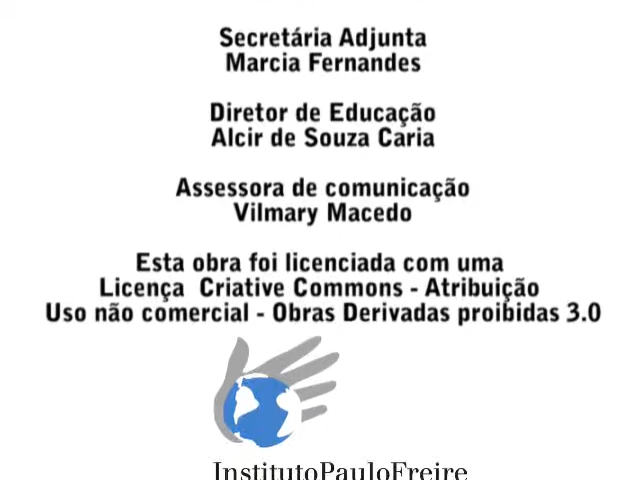 Secretária Adjunta
Marcia Fernandes
Diretor de Educação
Alcir de Souza Caria
Assessora de comunicação
Vilmary Macedo
Esta obra foi licenciada com uma
Licença Criative Commons - Atribuição
Uso não comercial - Obras Derivadas proibidas 3.0
InstitutoPauloFreire